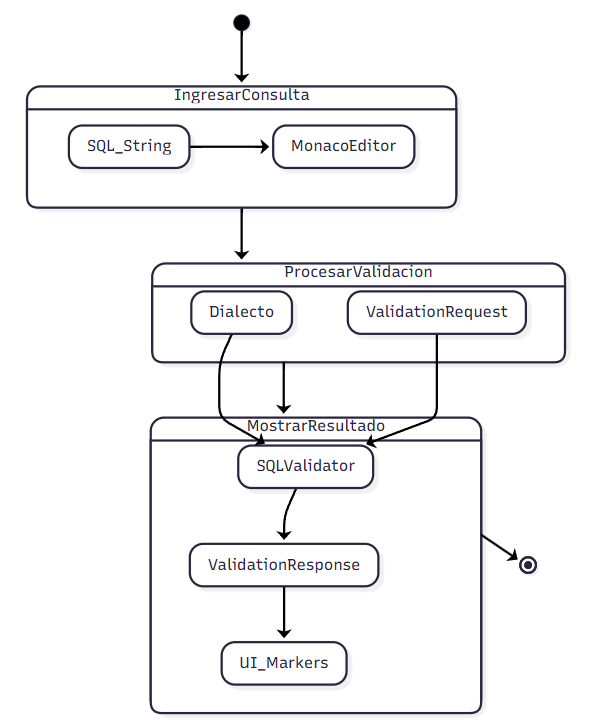 IngresarConsulta
SQL_String
MonacoEditor
ProcesarValidacion
Dialecto
ValidationRequest
MostrarResultado
SQLValidator
ValidationResponse
UI_Markers